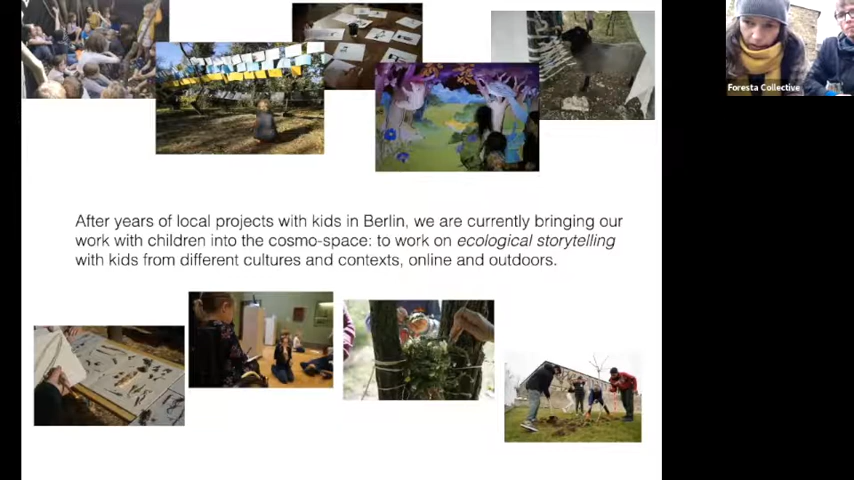 Foresta Collective
After years of local projects with kids in Berlin, we are currently bringing our
work with children into the cosmo-space: to work on ecological storytelling
with kids from different cultures and contexts, online and outdoors.